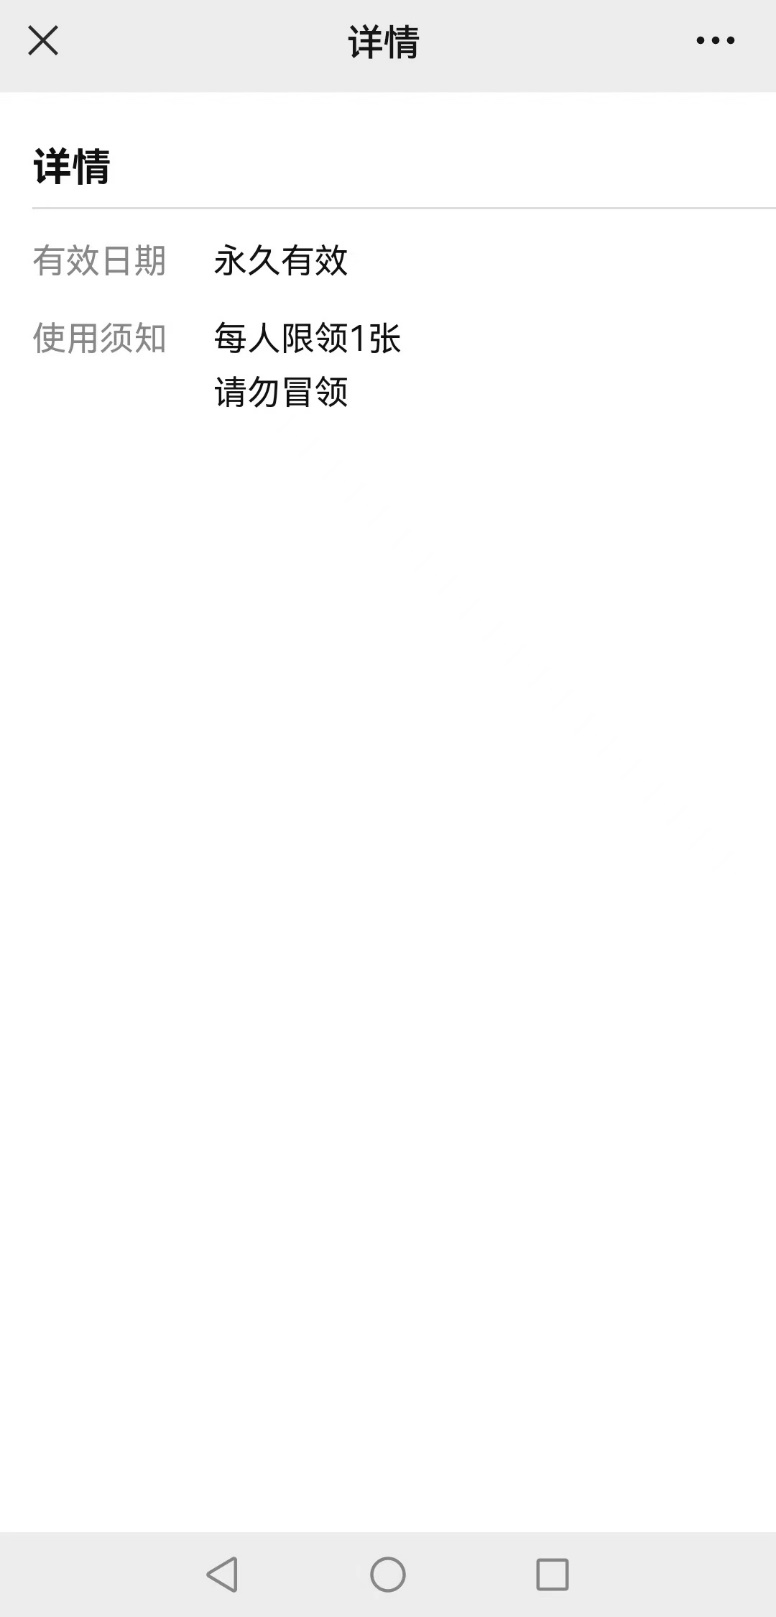 详情
详情
有效日期 永久有效
使用须知 每人限领1张
请勿冒领